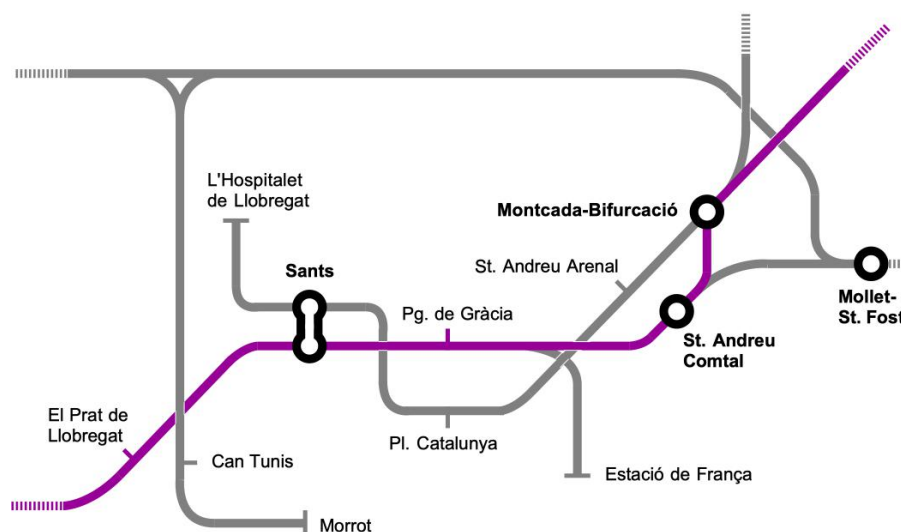 L'Hospitalet
de Llobregat
Montcada-Bifurcació
Sants
St. Andreu Arenal
Mollet-
St. Fost
Pg. de Gràcia
St. Andreu
Comtal
El Prat de
Llobregat
Pl. Catalunya
Can Tunis
Estació de França
Morrot